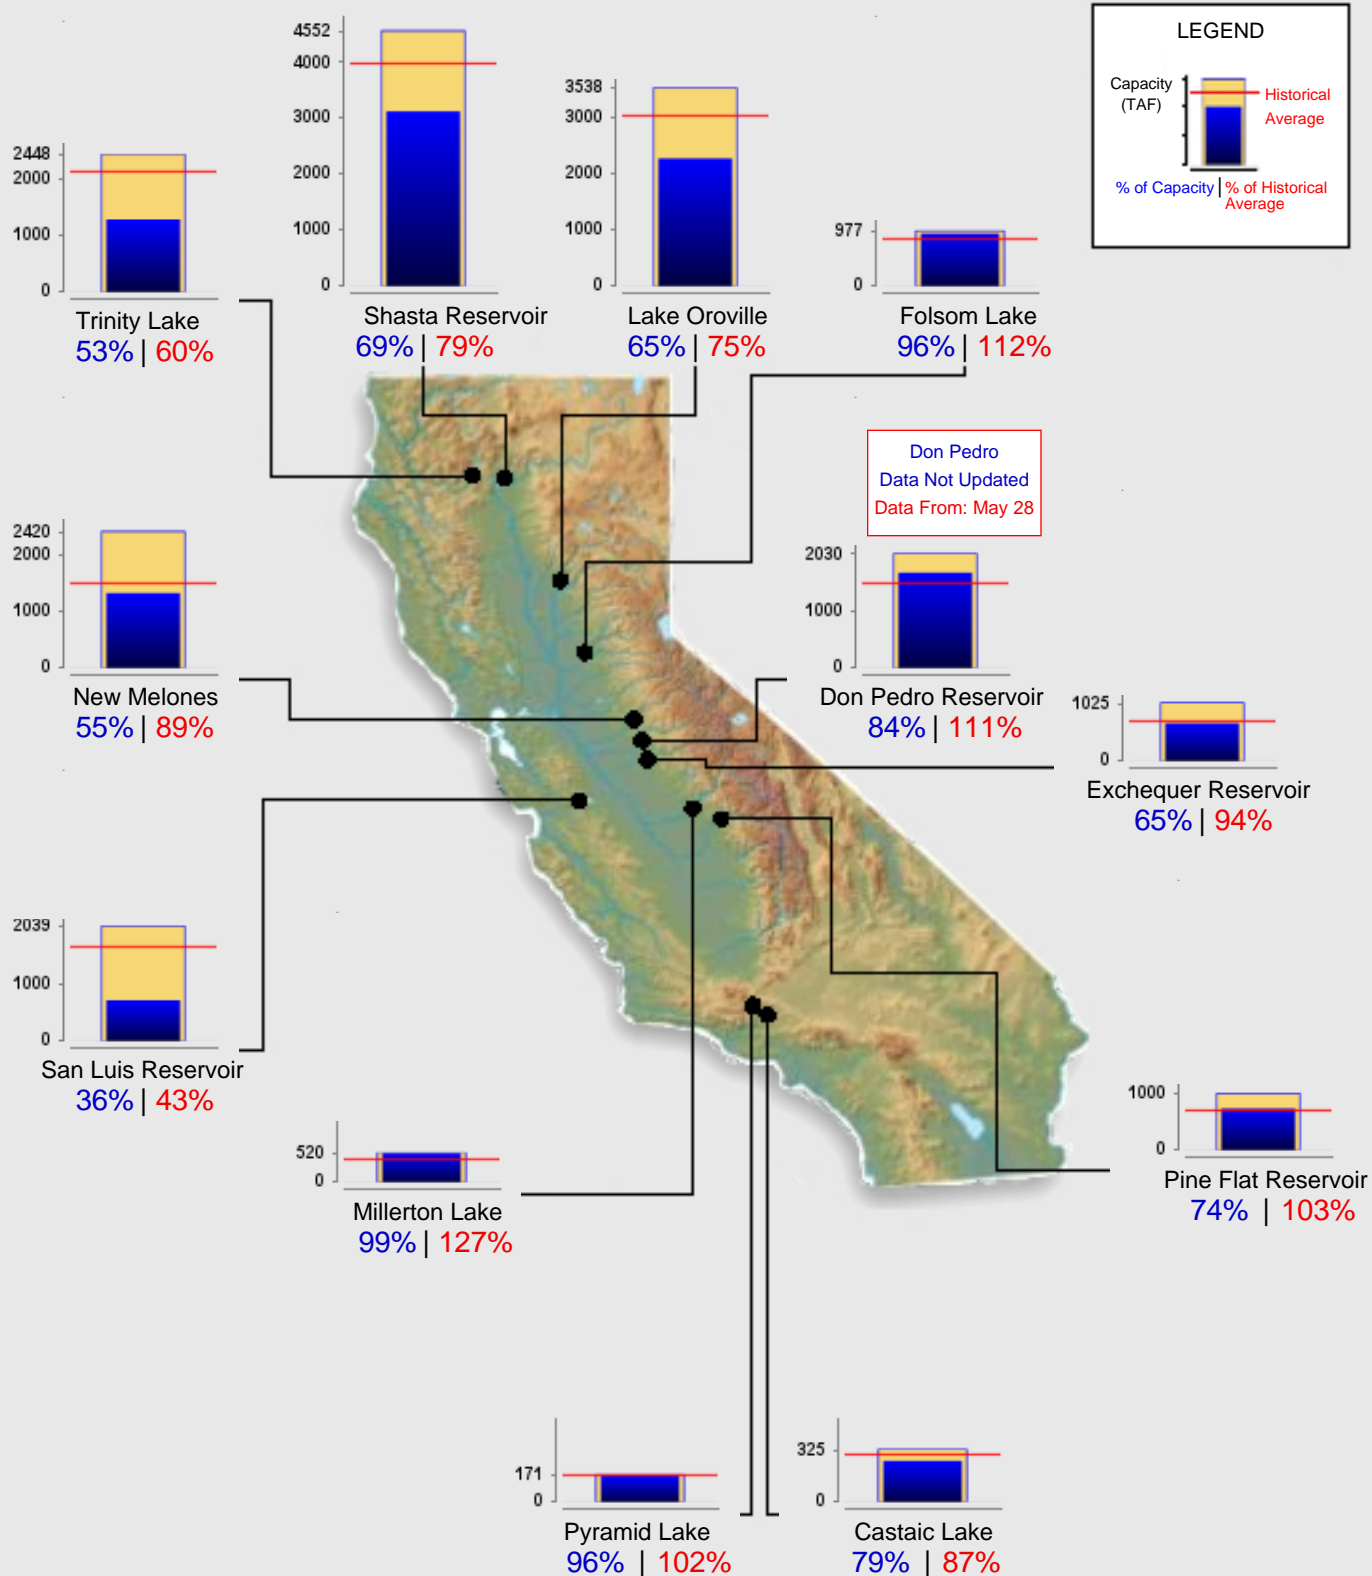 LEGEND
Capacity
(TAF)
Historical
Average
% of Capacity | % of Historical
Average
4552
4000
3000
2000
1000
0
Shasta Reservoir
69% | 79%
3538
3000
2000
1000
0
Lake Oroville
65% | 75%
977
0
Folsom Lake
96% | 112%
2448
2000
1000
0
Trinity Lake
53% | 60%
Don Pedro
Data Not Updated
Data From: May 28
2420
2000
1000
0
New Melones
55% | 89%
2030
1000
0
Don Pedro Reservoir
84% | 111%
1025
0
Exchequer Reservoir
65% | 94%
2039
1000
0
San Luis Reservoir
36% | 43%
520
0
Millerton Lake
99% | 127%
1000
0
Pine Flat Reservoir
74% | 103%
171
0
Pyramid Lake
96% | 102%
325
0
Castaic Lake
79% | 87%